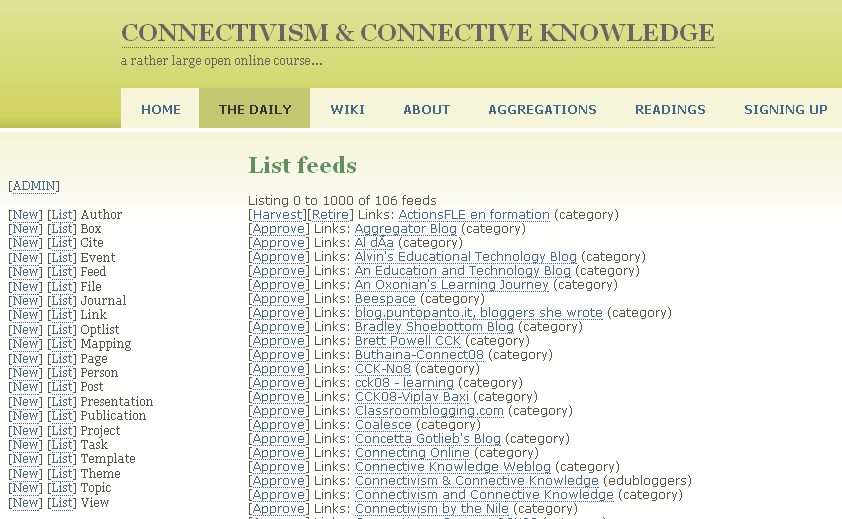 CONNECTIVISM & CONNECTIVE KNOWLEDGE
a rather large open online course...
HOME THE DAILY WIKI ABOUT AGGREGATIONS READINGS SIGNING UP
[ADMIN]
[New] [List] Author
[New] [List] Box
[New] [List] Cite
[New] [List] Event
[New] [List] Feed
[New] [List] File
[New] [List] Journal
[New] [List] Link
[New] [List] Optlist
[New] [List] Mapping
[New] [List] Page
[New] [List] Person
[New] [List] Post
[New] [List] Presentation
[New] [List] Publication
[New] [List] Project
[New] [List] Task
[New] [List] Template
[New] [List] Theme
[New] [List] Topic
[New] [List] View
List feeds
Listing 0 to 1000 of 106 feeds
[Harvest][Retire] Links: ActionsFLE en formation (category)
[Approve] Links: Aggregator Blog (category)
[Approve] Links: Al dÃa (category)
[Approve] Links: Alvin's Educational Technology Blog (category)
[Approve] Links: An Education and Technology Blog (category)
[Approve] Links: An Oxonian's Learning Journey (category)
[Approve] Links: Beespace (category)
[Approve] Links: blog.puntopanto.it, bloggers she wrote (category)
[Approve] Links: Bradley Shoebottom Blog (category)
[Approve] Links: Brett Powell CCK (category)
[Approve] Links: Buthaina-Connect08 (category)
[Approve] Links: CCK-No8 (category)
[Approve] Links: cck08 - learning (category)
[Approve] Links: CCK08-Viplav Baxi (category)
[Approve] Links: Classroomblogging.com (category)
[Approve] Links: Coalesce (category)
[Approve] Links: Concetta Gotlieb's Blog (category)
[Approve] Links: Connecting Online (category)
[Approve] Links: Connective Knowledge Weblog (category)
[Approve] Links: Connectivism & Connective Knowledge (edubloggers)
[Approve] Links: Connectivism and Connective Knowledge (category)
[Approve] Links: Connectivism by the Nile (category)